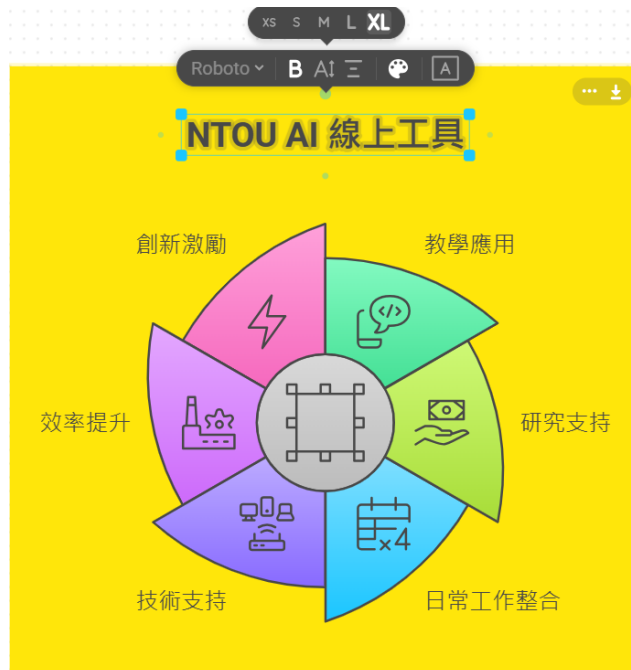 XS S M L XL
Roboto B A A
NTOU AI 線上工具
創新激勵 教學應用
</>
效率提升 研究支持
×4
技術支持 日常工作整合